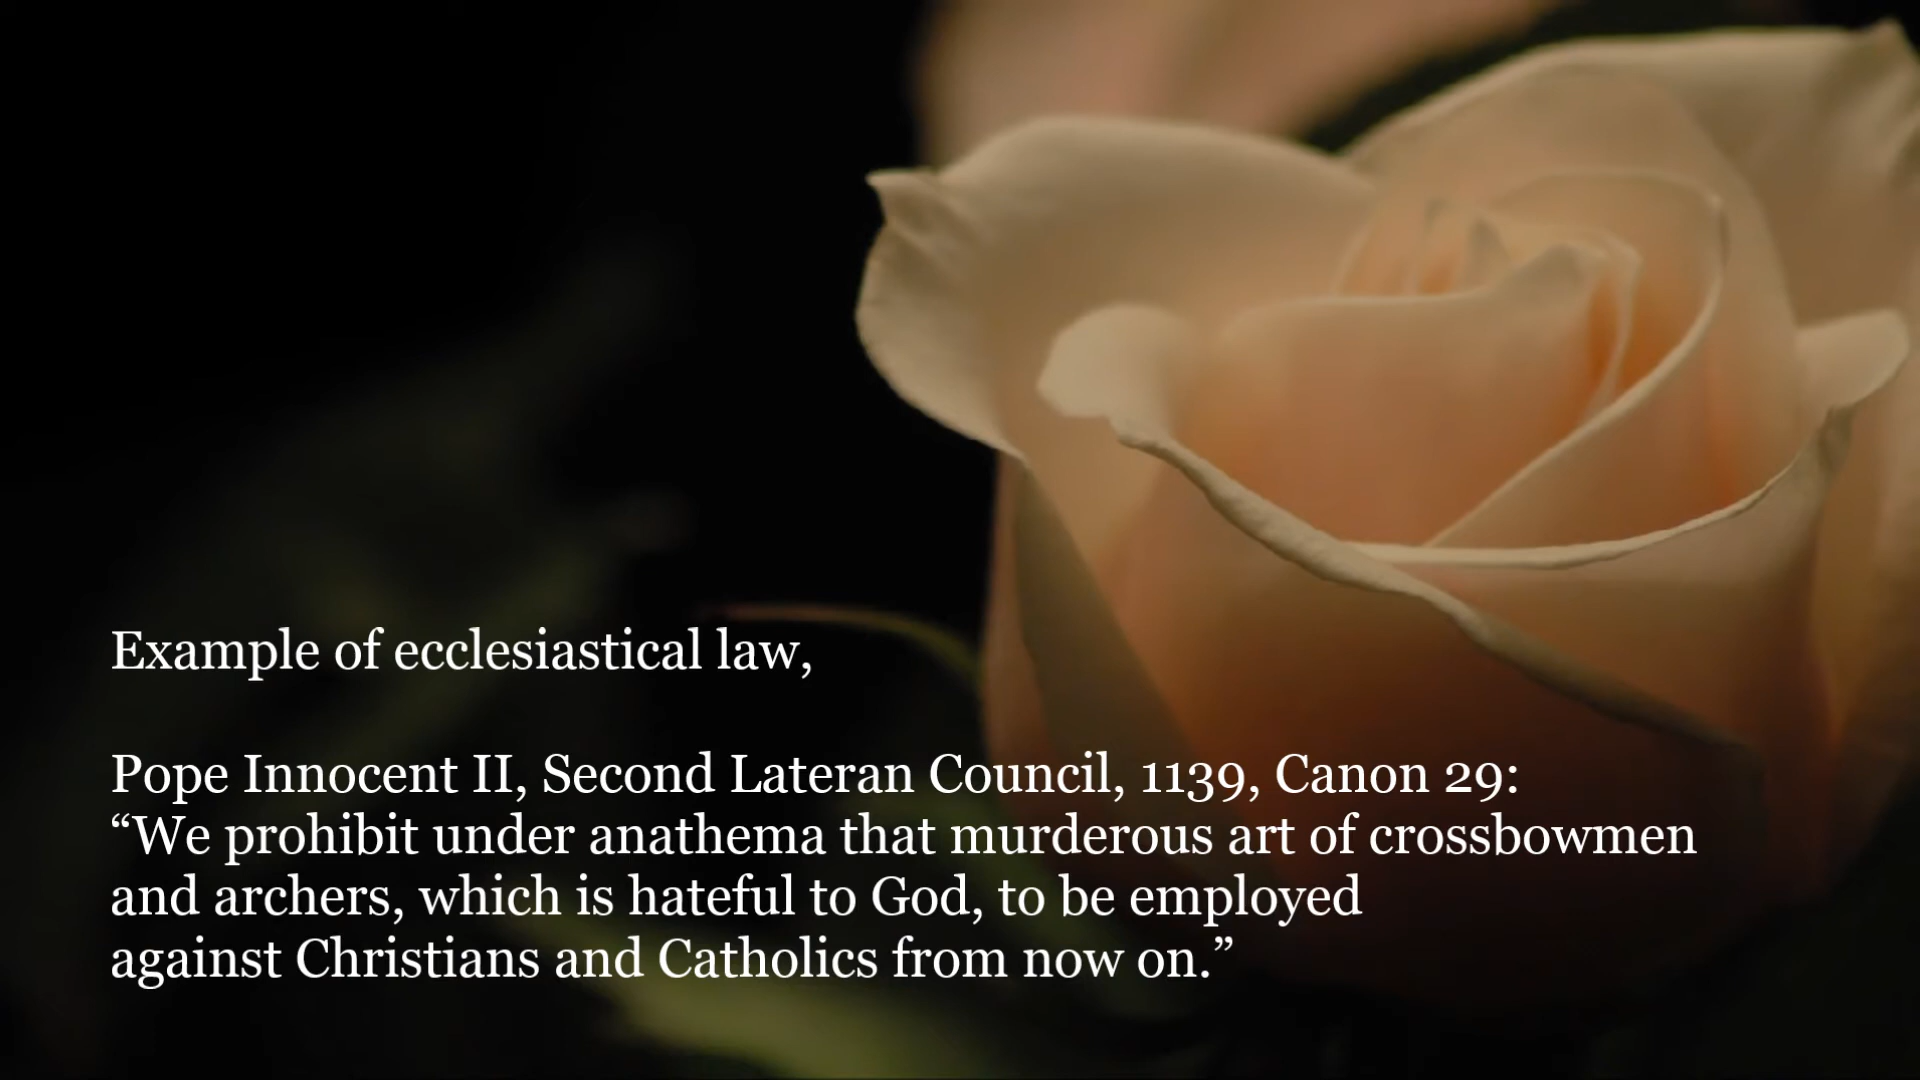 Example of ecclesiastical law,
Pope Innocent II, Second Lateran Council, 1139, Canon 29:
“We prohibit under anathema that murderous art of crossbowmen
and archers, which is hateful to God, to be employed
against Christians and Catholics from now on.”